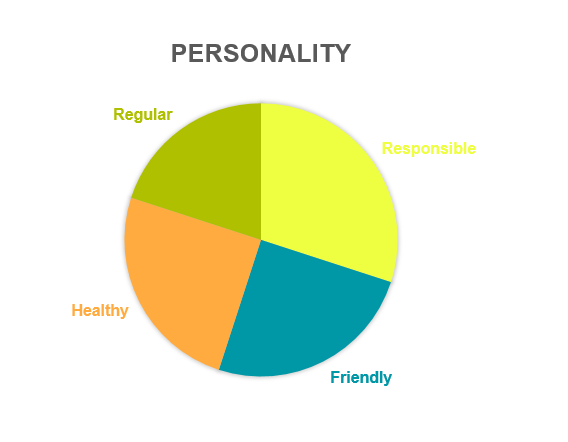 PERSONALITY
Regular
Responsible
Healthy
Friendly